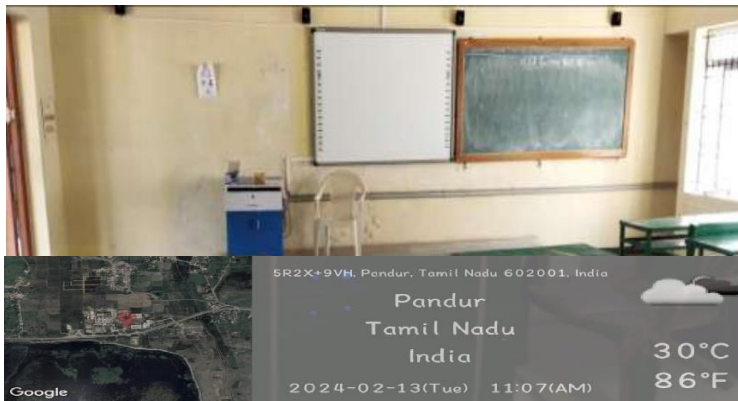 5R2X+9VH, Pandur, Tamil Nadu 602001, India
Pandur
Tamil Nadu
India
30°C
2024-02-13(Tue) 11:07(AM)
86°F
Google